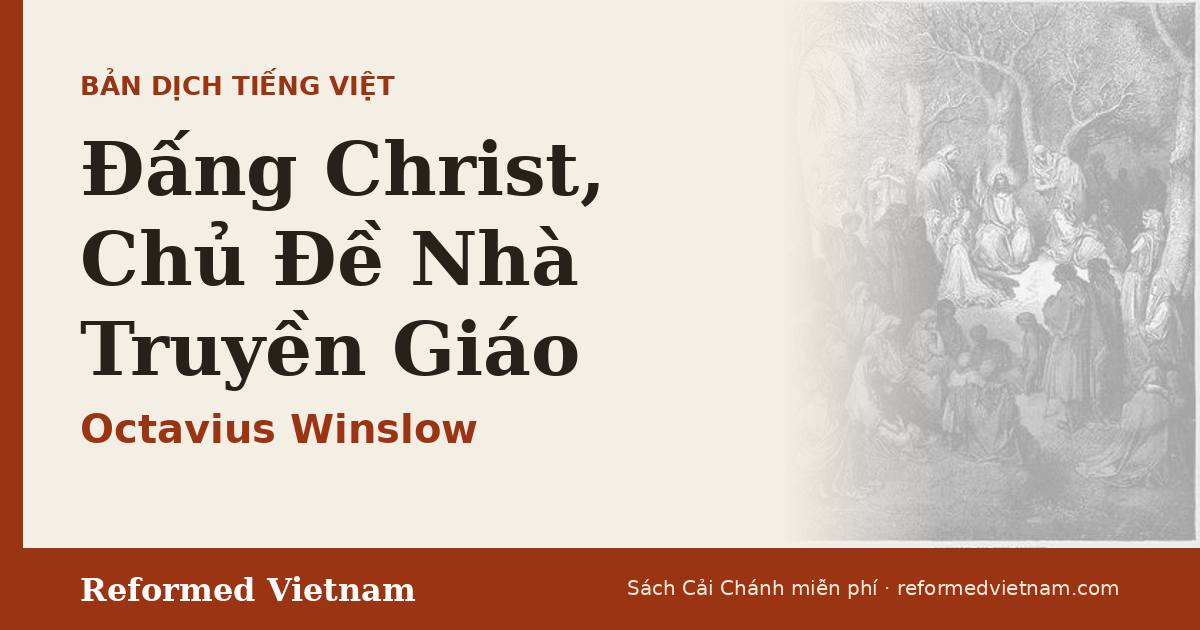 BẢN DỊCH TIẾNG VIỆT
Đấng Christ,
Chủ Đề Nhà
Truyền Giáo
Octavius Winslow
Reformed Vietnam
Sách Cải Chánh miễn phí · reformedvietnam.com